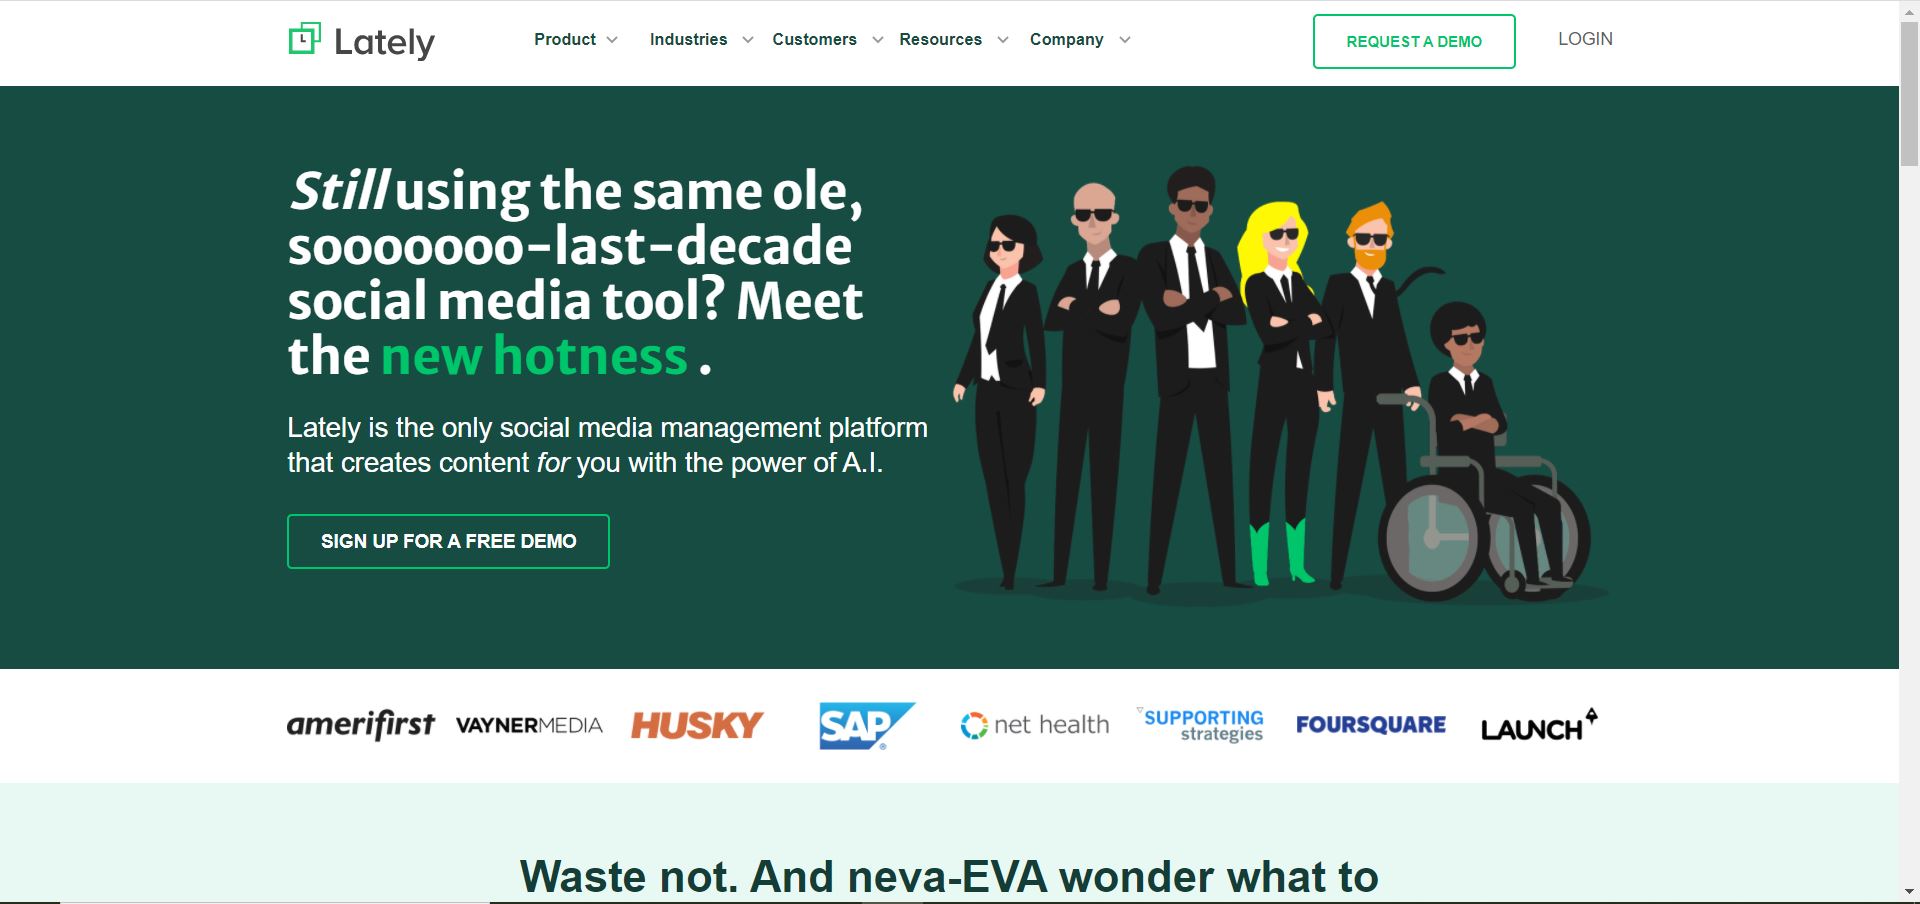 Lately
Product Industries Customers Resources Company
REQUEST A DEMO
LOGIN
Still using the same ole,
sooooooo-last-decade
social media tool? Meet
the new hotness .
Lately is the only social media management platform
that creates content for you with the power of A.I.
SIGN UP FOR A FREE DEMO
amerifirst VAYNERMEDIA HUSKY SAP® net health SUPPORTING
strategies
FOURSQUARE LAUNCH
Waste not. And neva-EVA wonder what to